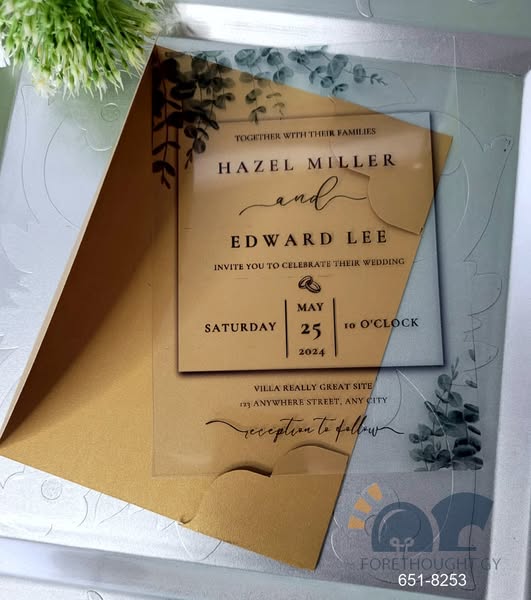 TOGETHER WITH THEIR FAMILIES
HAZEL MILLER
and
EDWARD LEE
INVITE YOU TO CELEBRATE THEIR WEDDING
SATURDAY
MAY
25
2024
10 O'CLOCK
VILLA REALLY GREAT SITE
123 ANYWHERE STREET, ANY CITY
reception to follow
FORETHOUGHT GY
651-8253